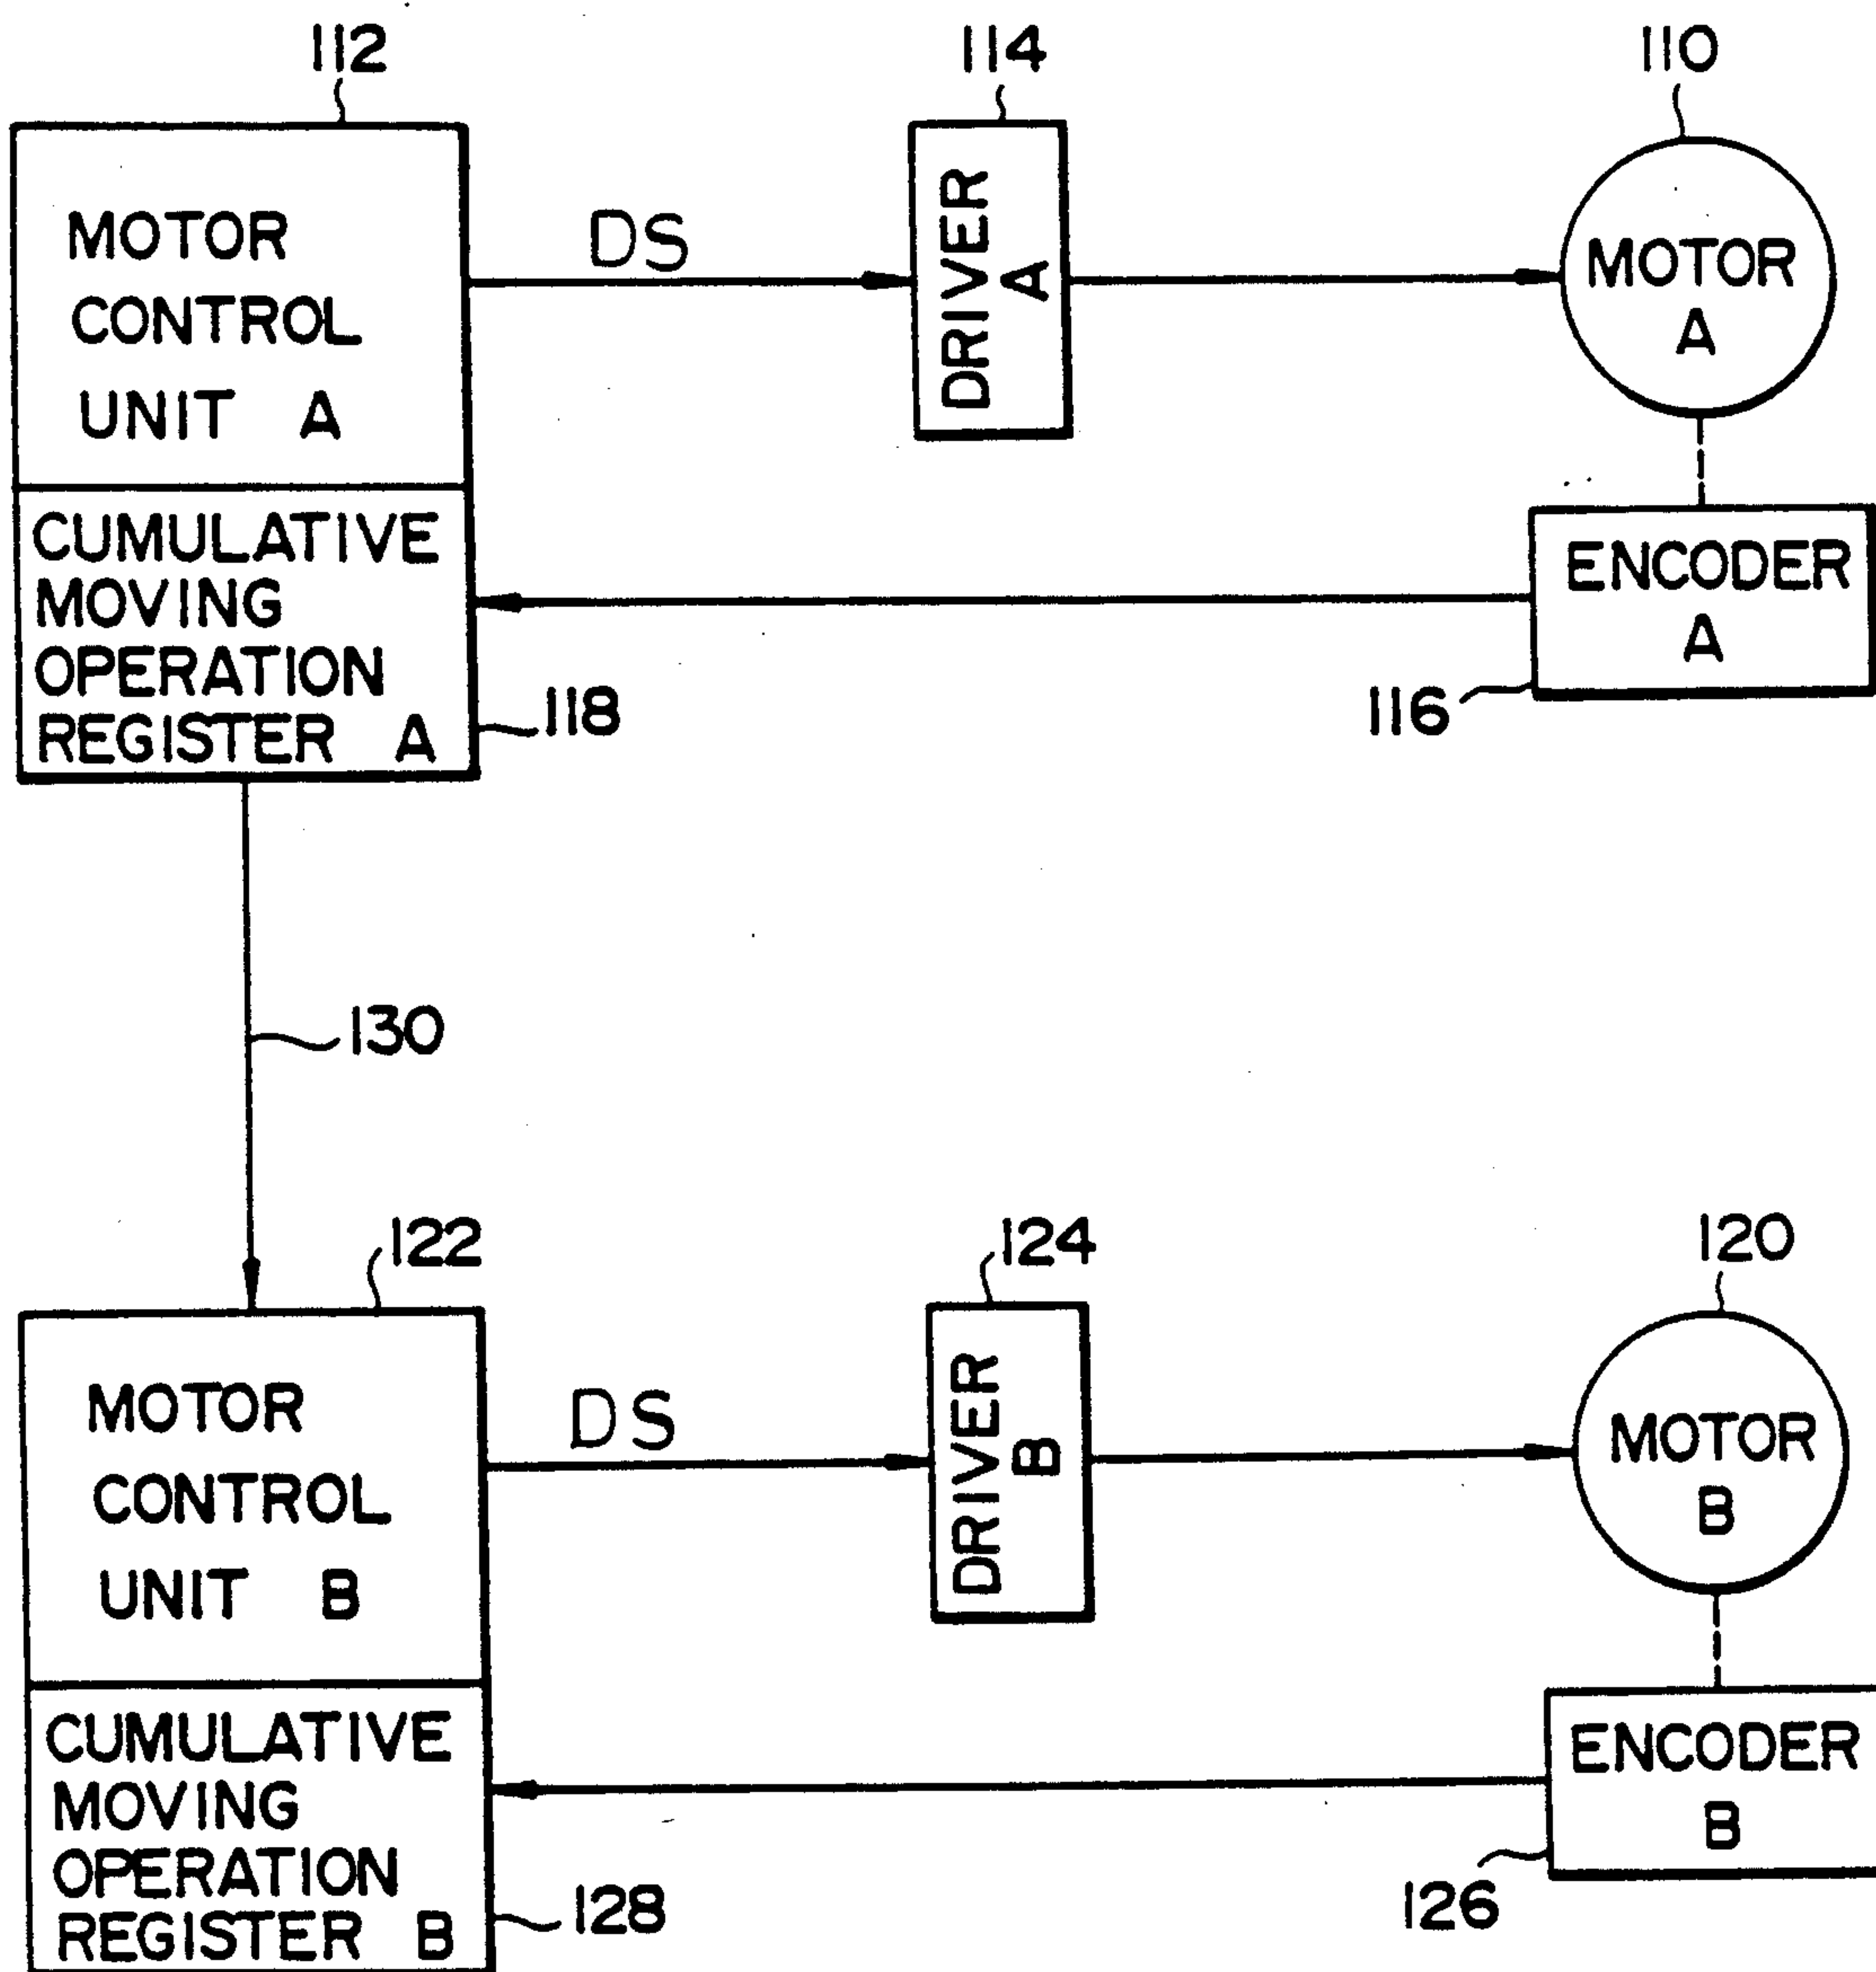 112
114
110
MOTOR
CONTROL
UNIT A
DS
DRIVER
A
MOTOR
A
CUMULATIVE
MOVING
OPERATION
REGISTER A
118
ENCODER
A
116
130
122
124
120
MOTOR
CONTROL
UNIT B
DS
DRIVER
B
MOTOR
B
CUMULATIVE
MOVING
OPERATION
REGISTER B
128
ENCODER
B
126